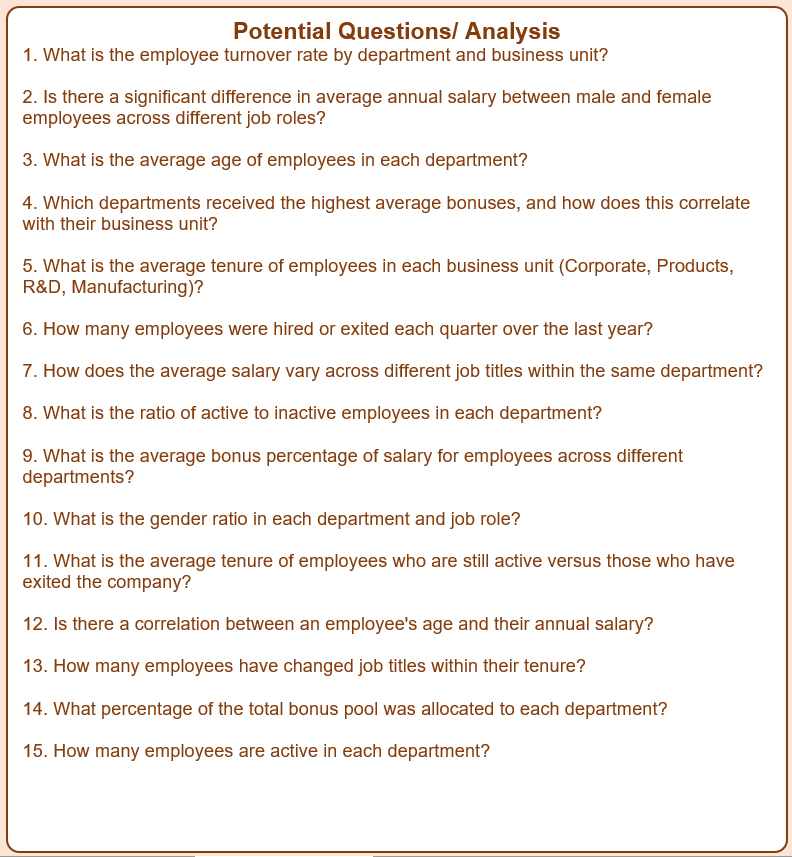 Potential Questions/ Analysis
1. What is the employee turnover rate by department and business unit?
2. Is there a significant difference in average annual salary between male and female
employees across different job roles?
3. What is the average age of employees in each department?
4. Which departments received the highest average bonuses, and how does this correlate
with their business unit?
5. What is the average tenure of employees in each business unit (Corporate, Products,
R&D, Manufacturing)?
6. How many employees were hired or exited each quarter over the last year?
7. How does the average salary vary across different job titles within the same department?
8. What is the ratio of active to inactive employees in each department?
9. What is the average bonus percentage of salary for employees across different
departments?
10. What is the gender ratio in each department and job role?
11. What is the average tenure of employees who are still active versus those who have
exited the company?
12. Is there a correlation between an employee's age and their annual salary?
13. How many employees have changed job titles within their tenure?
14. What percentage of the total bonus pool was allocated to each department?
15. How many employees are active in each department?